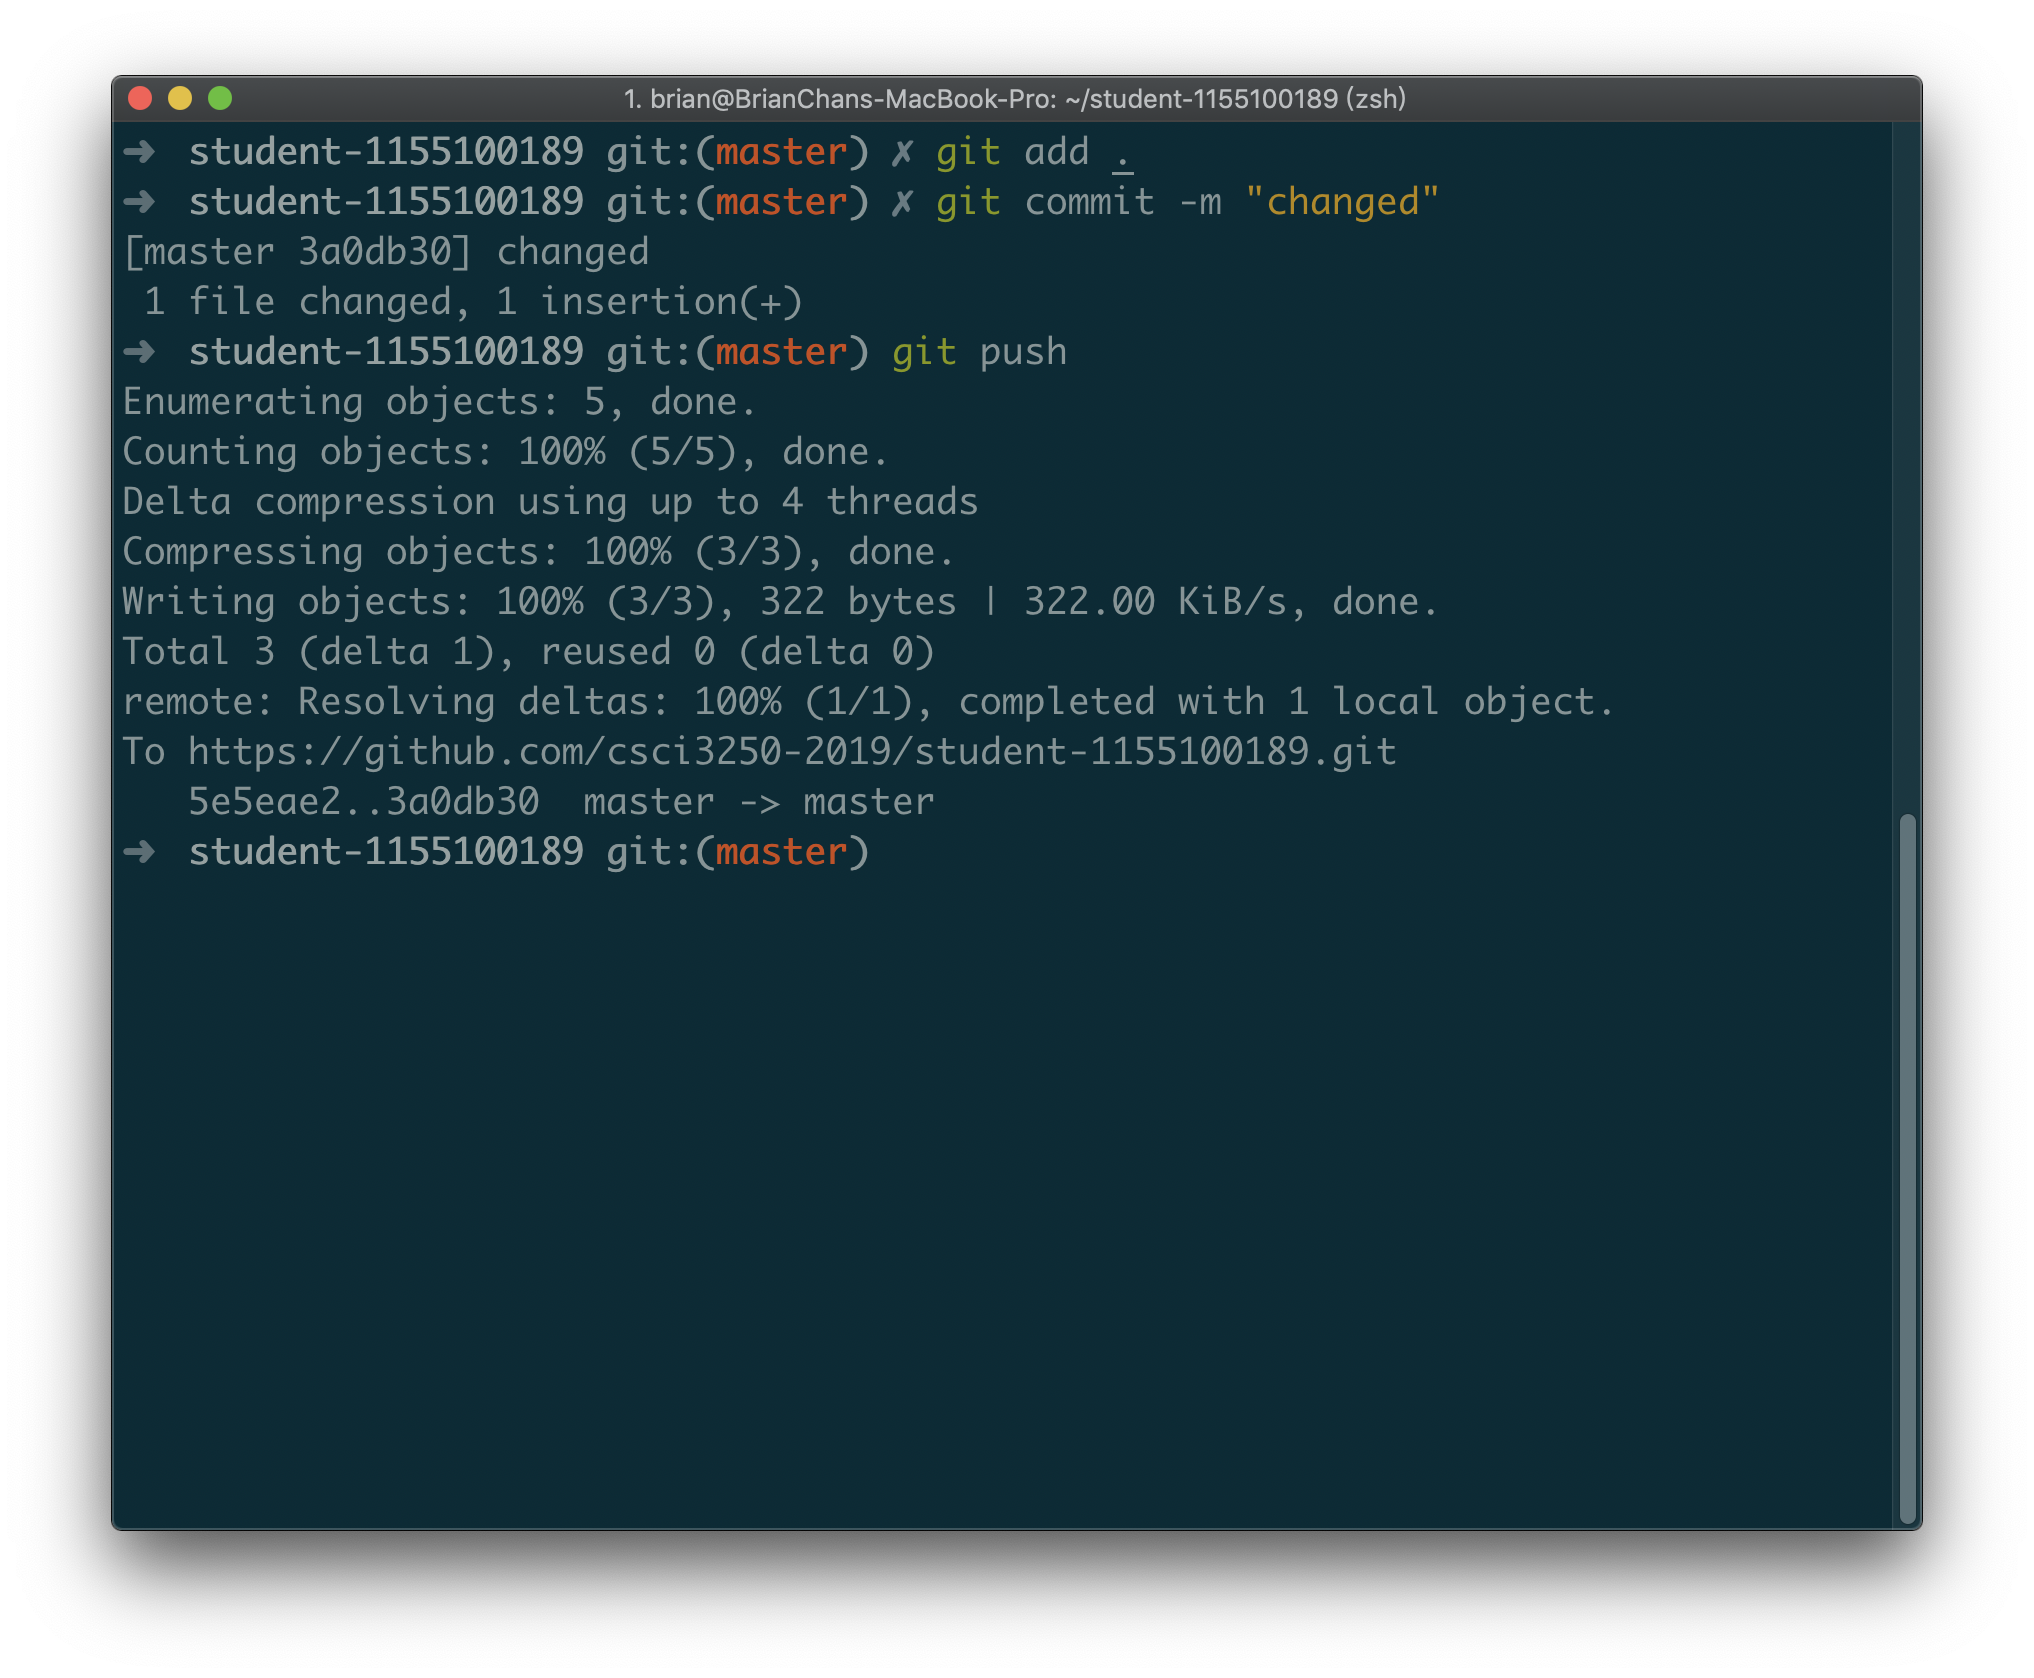 1. brian@BrianChans-MacBook-Pro: ~/student-1155100189 (zsh)
➜  student-1155100189 git:(master) ✗ git add .
➜  student-1155100189 git:(master) ✗ git commit -m "changed"
[master 3a0db30] changed
 1 file changed, 1 insertion(+)
➜  student-1155100189 git:(master) git push
Enumerating objects: 5, done.
Counting objects: 100% (5/5), done.
Delta compression using up to 4 threads
Compressing objects: 100% (3/3), done.
Writing objects: 100% (3/3), 322 bytes | 322.00 KiB/s, done.
Total 3 (delta 1), reused 0 (delta 0)
remote: Resolving deltas: 100% (1/1), completed with 1 local object.
To https://github.com/csci3250-2019/student-1155100189.git
   5e5eae2..3a0db30  master -> master
➜  student-1155100189 git:(master)